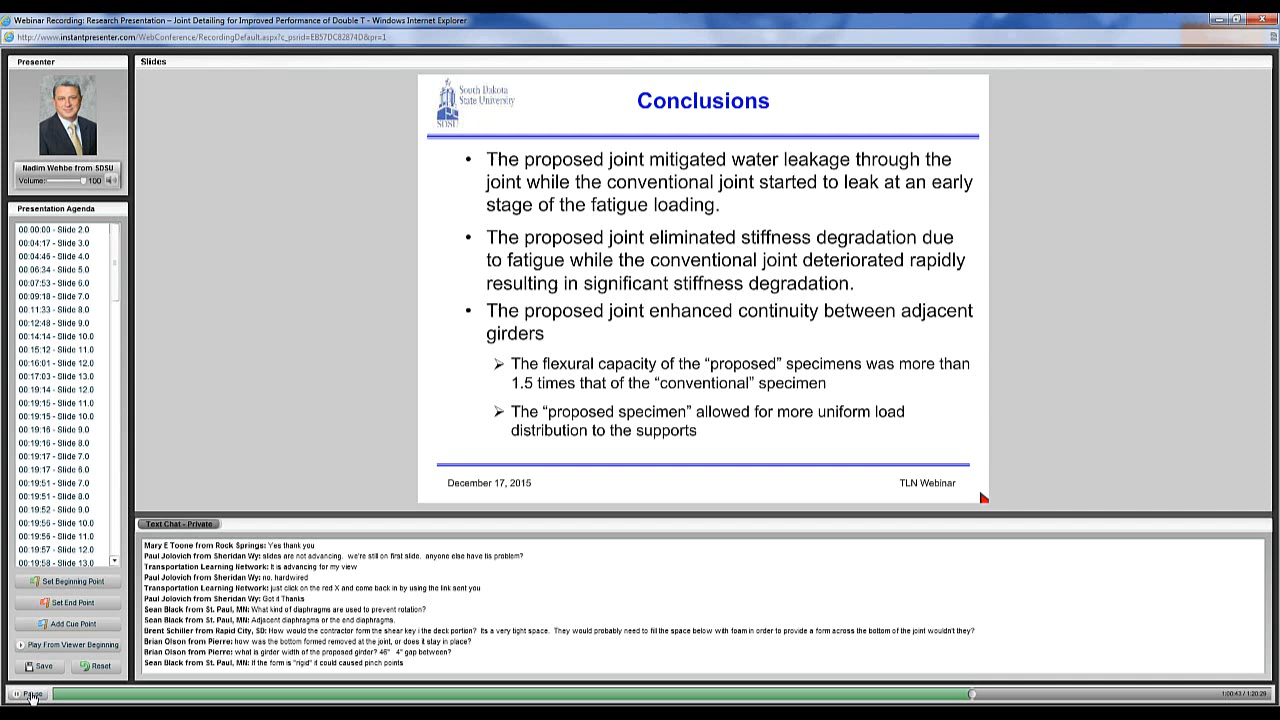 Webinar Recording: Research Presentation – Joint Detailing for Improved Performance of Double T - Windows Internet Explorer
http://www.instantpresenter.com/WebConference/RecordingDefault.aspx?c_psrid=EB57DC82874D&pr=1
Presenter
Nadim Wehbe from SDSU
Volume: 100
Presentation Agenda
00:00:00 - Slide 2.0
00:04:17 - Slide 3.0
00:04:46 - Slide 4.0
00:06:34 - Slide 5.0
00:07:53 - Slide 6.0
00:09:18 - Slide 7.0
00:11:33 - Slide 8.0
00:12:48 - Slide 9.0
00:14:14 - Slide 10.0
00:15:12 - Slide 11.0
00:16:01 - Slide 12.0
00:17:03 - Slide 13.0
00:19:14 - Slide 12.0
00:19:15 - Slide 11.0
00:19:15 - Slide 10.0
00:19:16 - Slide 9.0
00:19:16 - Slide 8.0
00:19:17 - Slide 7.0
00:19:17 - Slide 6.0
00:19:51 - Slide 7.0
00:19:51 - Slide 8.0
00:19:52 - Slide 9.0
00:19:56 - Slide 10.0
00:19:56 - Slide 11.0
00:19:57 - Slide 12.0
00:19:58 - Slide 13.0
Set Beginning Point
Set End Point
Add Cue Point
Play From Viewer Beginning
Save
Reset
Slides
South Dakota
State University
SDSU
Conclusions
• The proposed joint mitigated water leakage through the
joint while the conventional joint started to leak at an early
stage of the fatigue loading.
• The proposed joint eliminated stiffness degradation due
to fatigue while the conventional joint deteriorated rapidly
resulting in significant stiffness degradation.
• The proposed joint enhanced continuity between adjacent
girders
➢ The flexural capacity of the “proposed” specimens was more than
1.5 times that of the “conventional” specimen
➢ The “proposed specimen” allowed for more uniform load
distribution to the supports
December 17, 2015
TLN Webinar
Text Chat - Private
Mary E Toone from Rock Springs: Yes thank you
Paul Jolovich from Sheridan Wy: slides are not advancing. we're still on first slide. anyone else have tis problem?
Transportation Learning Network: It is advancing for my view
Paul Jolovich from Sheridan Wy: no. hardwired
Transportation Learning Network: just click on the red X and come back in by using the link sent you
Paul Jolovich from Sheridan Wy: Got it Thanks
Sean Black from St. Paul, MN: What kind of diaphragms are used to prevent rotation?
Sean Black from St. Paul, MN: Adjacent diaphragms or the end diaphragms.
Brent Schiller from Rapid City, SD: How would the contractor form the shear key i the deck portion? Its a very tight space. They would probably need to fill the space below with foam in order to provide a form across the bottom of the joint wouldn't they?
Brian Olson from Pierre: how was the bottom formed removed at the joint, or does it stay in place?
Brian Olson from Pierre: what is girder width of the proposed girder? 46" 4" gap between?
Sean Black from St. Paul, MN: If the form is "rigid" it could caused pinch points
Pause
1:00:43 / 1:20:29